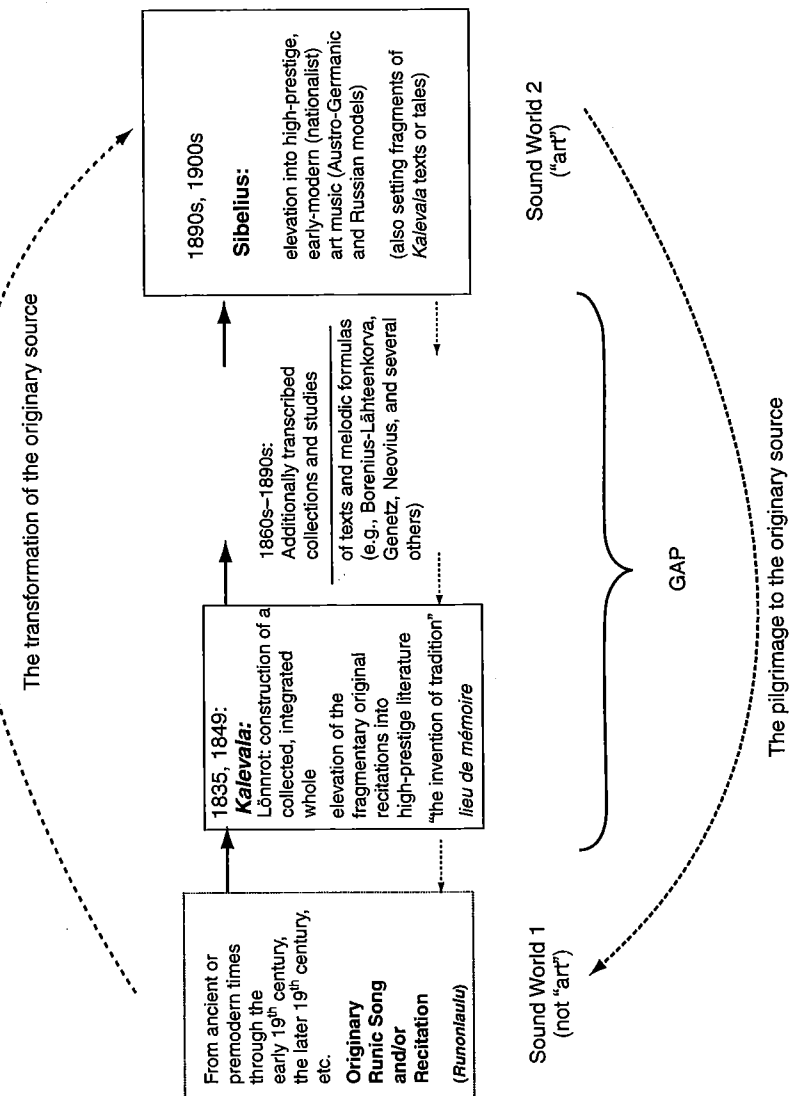 The transformation of the originary source
From ancient or
premodern times
through the
early 19th century,
the later 19th century,
etc.
Originary
Runic Song
and/or
Recitation
(Runonlaulu)
1835, 1849:
Kalevala:
Lönnrot: construction of a
collected, integrated
whole
elevation of the
fragmentary original
recitations into
high-prestige literature
“the invention of tradition”
lieu de mémoire
1860s–1890s:
Additionally transcribed
collections and studies
of texts and melodic formulas
(e.g., Borenius-Lähteenkorva,
Genetz, Neovius, and several
others)
1890s, 1900s
Sibelius:
elevation into high-prestige,
early-modern (nationalist)
art music (Austro-Germanic
and Russian models)
(also setting fragments of
Kalevala texts or tales)
Sound World 1
(not “art”)
GAP
Sound World 2
(“art”)
The pilgrimage to the originary source